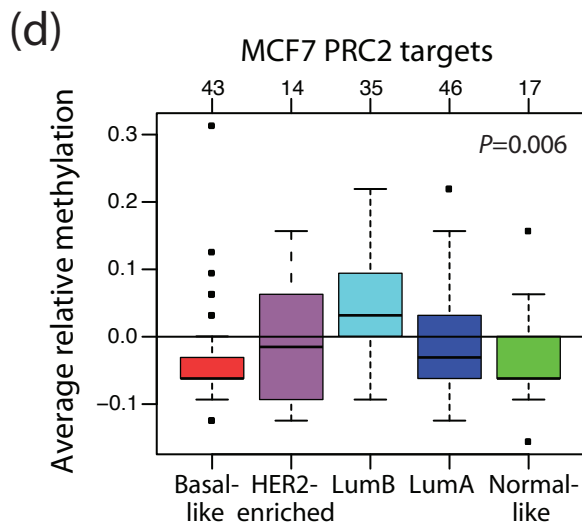 (d)
MCF7 PRC2 targets
43 14 35 46 17
P=0.006
Average relative methylation
0.3
0.2
0.1
0.0
−0.1
Basal-like HER2-enriched LumB LumA Normal-like